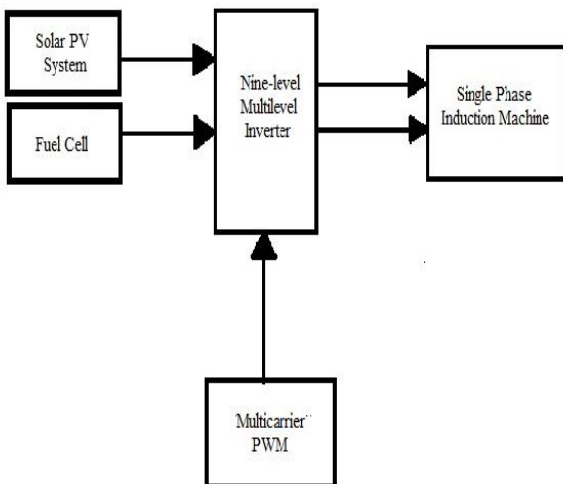 Solar PV
System
Fuel Cell
Nine-level
Multilevel
Inverter
Single Phase
Induction Machine
Multicarrier
PWM